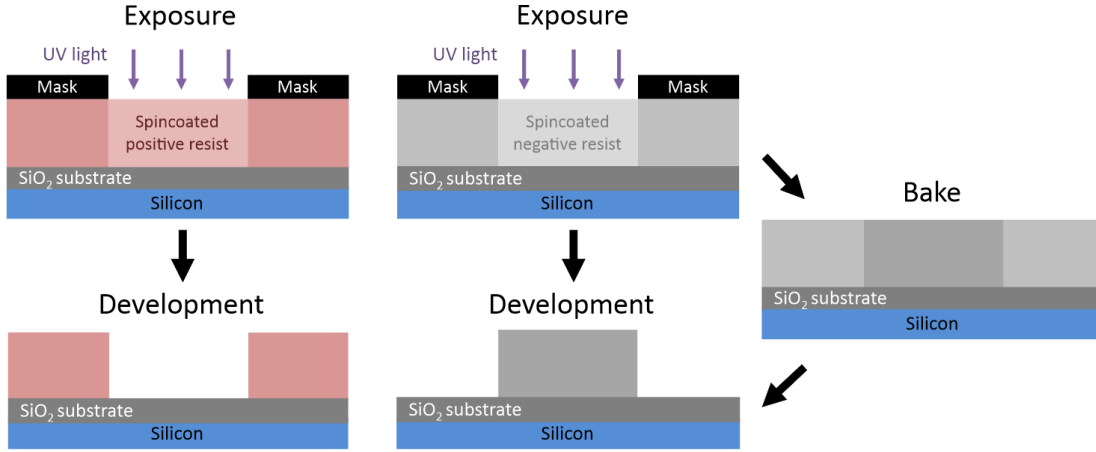 Exposure
UV light
Mask
Mask
Spincoated
positive resist
SiO₂ substrate
Silicon
Development
SiO₂ substrate
Silicon
Exposure
UV light
Mask
Mask
Spincoated
negative resist
SiO₂ substrate
Silicon
Bake
SiO₂ substrate
Silicon
Development
SiO₂ substrate
Silicon